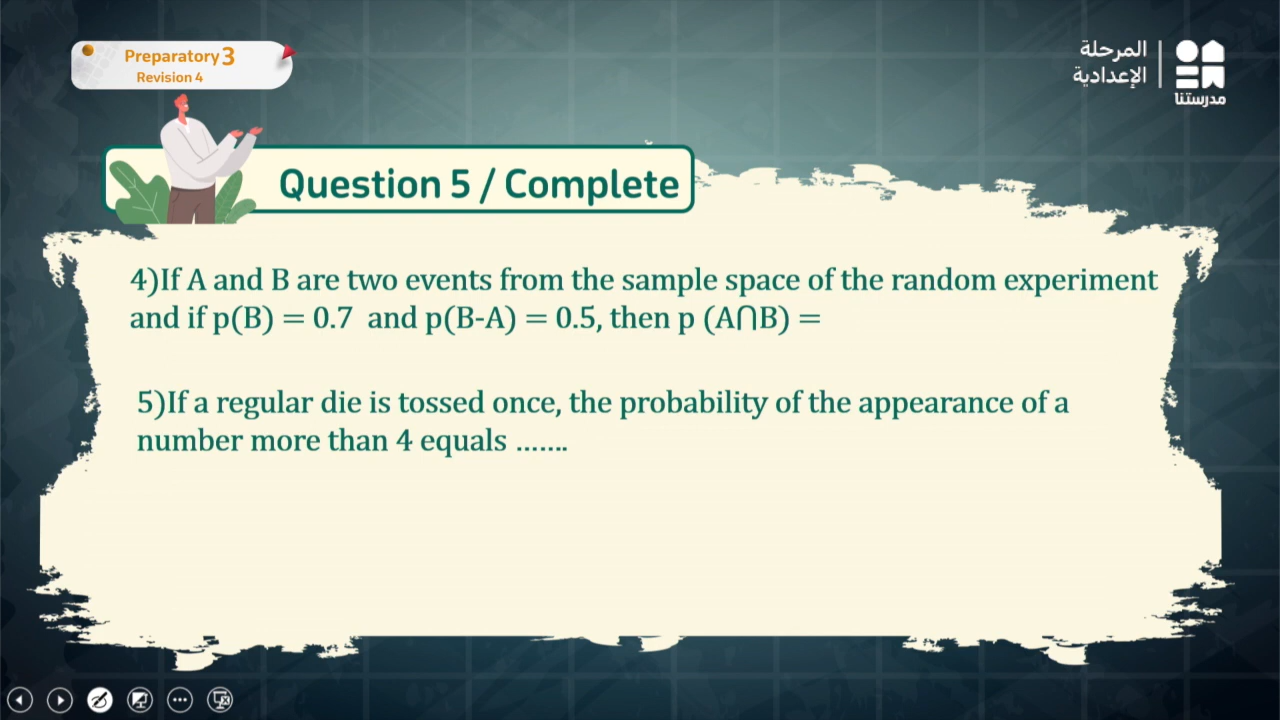 Preparatory 3
Revision 4
المرحلة
الإعدادية
مدرستنا
Question 5 / Complete
4)If A and B are two events from the sample space of the random experiment
and if p(B) = 0.7 and p(B-A) = 0.5, then p (A⋂B) =
5)If a regular die is tossed once, the probability of the appearance of a
number more than 4 equals .......